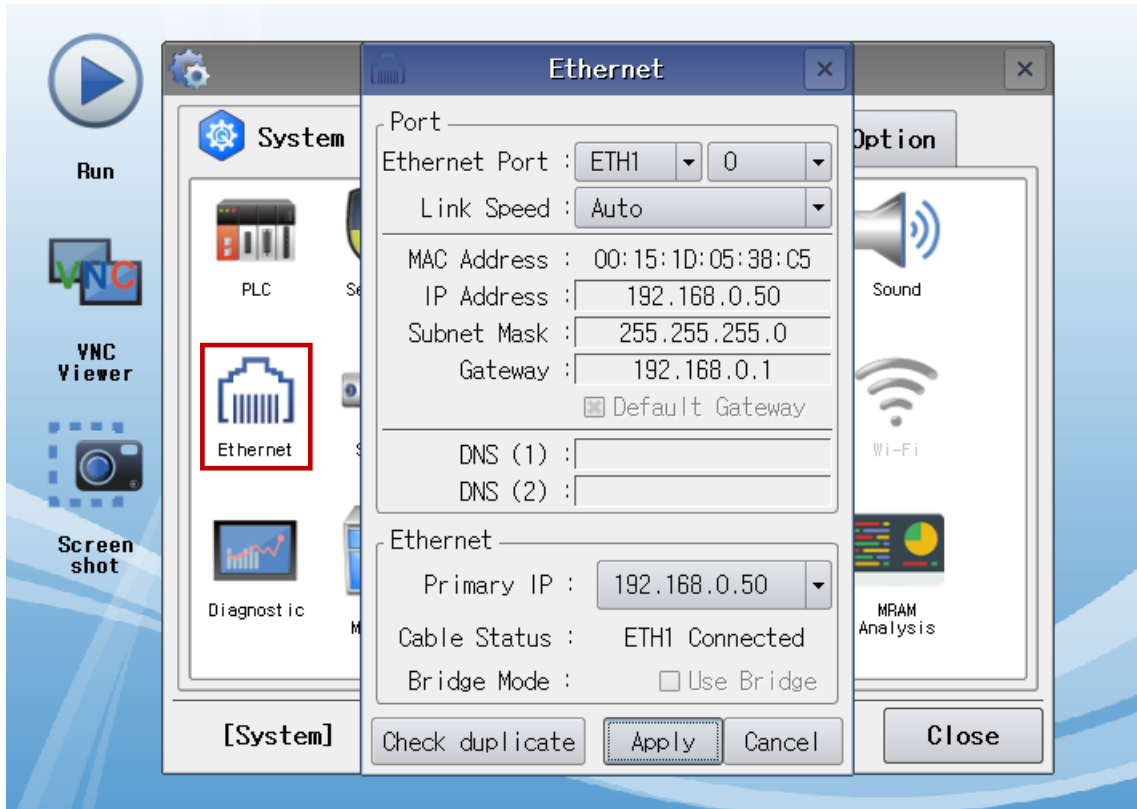 Run
VNC
VNC
Viewer
Screen
shot
Ethernet
System
Option
PLC
Sound
Ethernet
Wi-Fi
Diagnostic
MRAM
Analysis
Port
Ethernet Port : ETH1 0
Link Speed : Auto
MAC Address : 00:15:1D:05:38:C5
IP Address : 192.168.0.50
Subnet Mask : 255.255.255.0
Gateway : 192.168.0.1
Default Gateway
DNS (1) :
DNS (2) :
Ethernet
Primary IP : 192.168.0.50
Cable Status : ETH1 Connected
Bridge Mode : Use Bridge
Check duplicate Apply Cancel
[System] Close